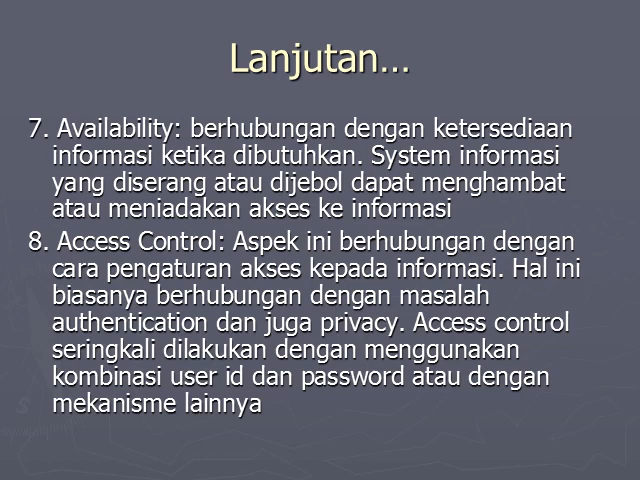 Lanjutan…
7. Availability: berhubungan dengan ketersediaan
informasi ketika dibutuhkan. System informasi
yang diserang atau dijebol dapat menghambat
atau meniadakan akses ke informasi
8. Access Control: Aspek ini berhubungan dengan
cara pengaturan akses kepada informasi. Hal ini
biasanya berhubungan dengan masalah
authentication dan juga privacy. Access control
seringkali dilakukan dengan menggunakan
kombinasi user id dan password atau dengan
mekanisme lainnya